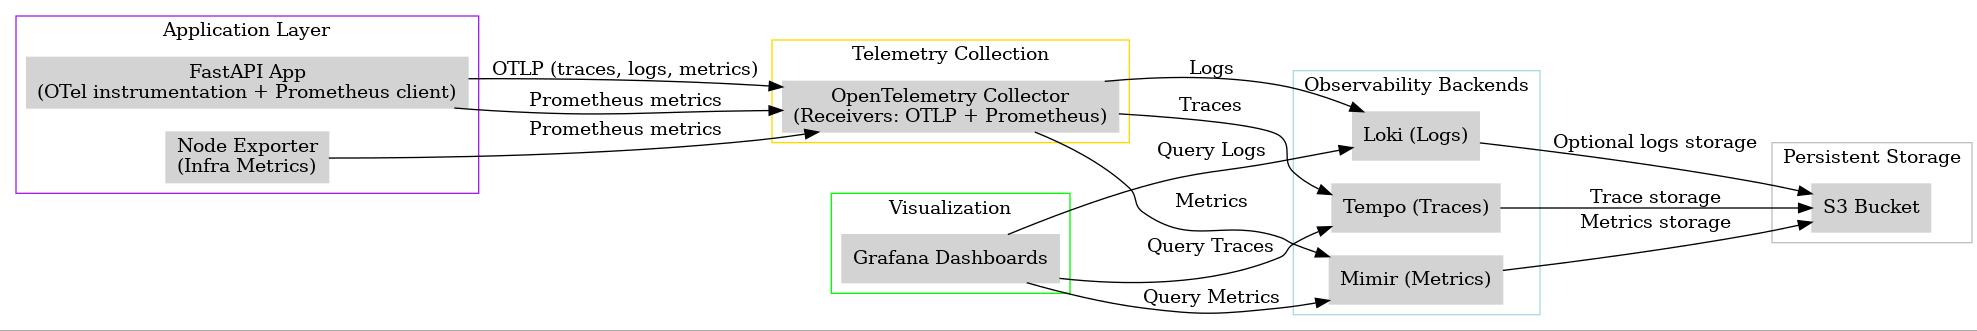 Application Layer
FastAPI App
(OTel instrumentation + Prometheus client)
Node Exporter
(Infra Metrics)
OTLP (traces, logs, metrics)
Prometheus metrics
Prometheus metrics
Telemetry Collection
OpenTelemetry Collector
(Receivers: OTLP + Prometheus)
Visualization
Grafana Dashboards
Logs
Traces
Query Logs
Metrics
Query Traces
Query Metrics
Observability Backends
Loki (Logs)
Tempo (Traces)
Mimir (Metrics)
Optional logs storage
Trace storage
Metrics storage
Persistent Storage
S3 Bucket